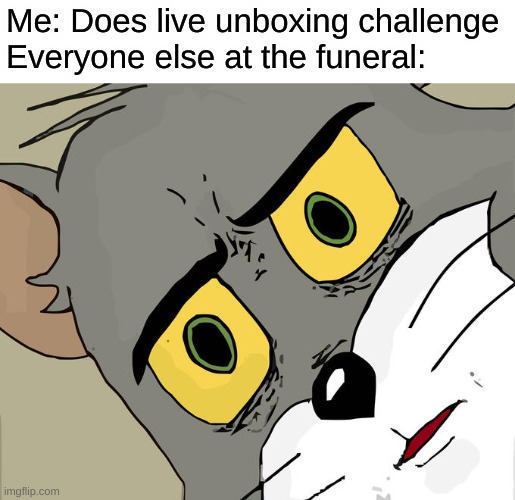 Me: Does live unboxing challenge
Everyone else at the funeral:
imgflip.com